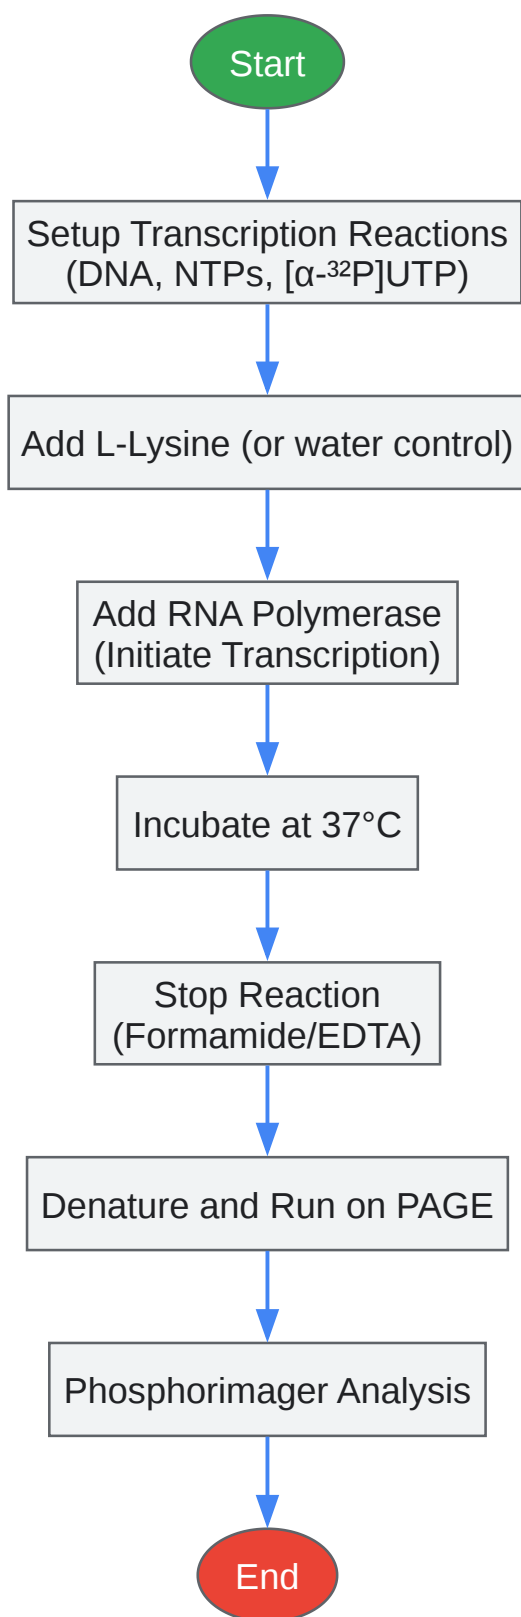 Start
Setup Transcription Reactions
(DNA, NTPs, [α-³²P]UTP)
Add L-Lysine (or water control)
Add RNA Polymerase
(Initiate Transcription)
Incubate at 37°C
Stop Reaction
(Formamide/EDTA)
Denature and Run on PAGE
Phosphorimager Analysis
End